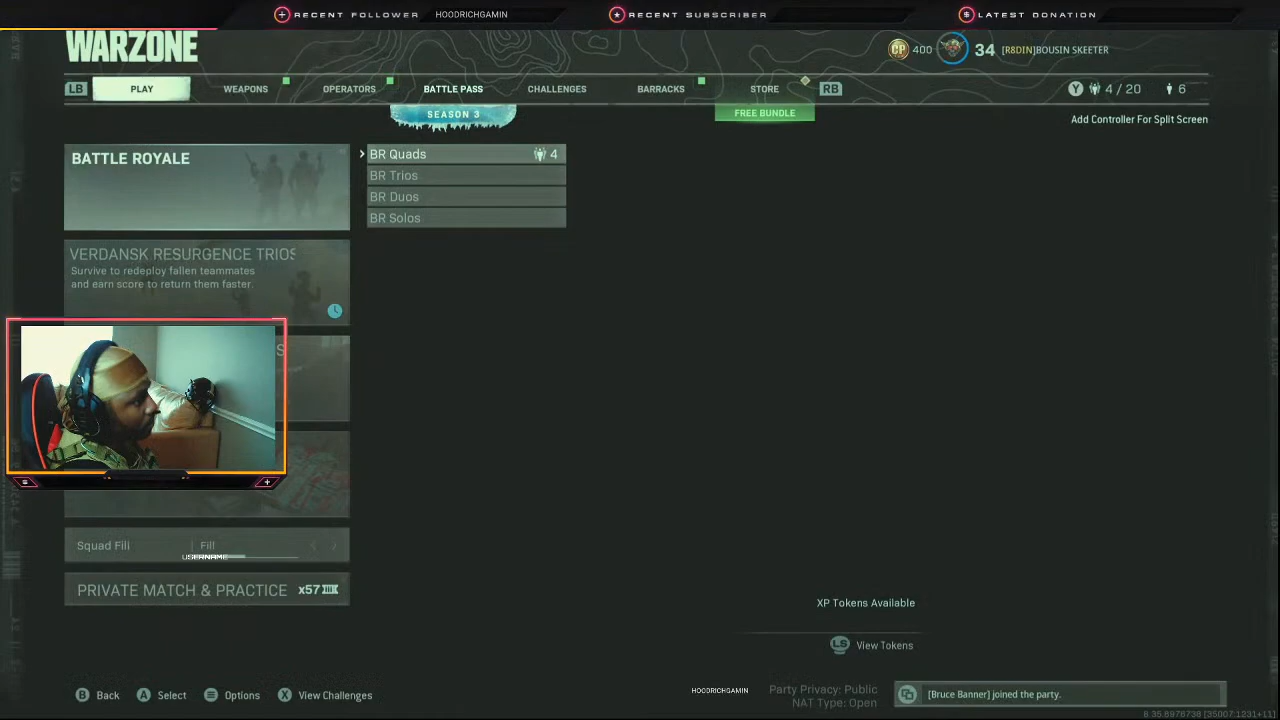 RECENT FOLLOWER HOODRICHGAMIN
RECENT SUBSCRIBER
LATEST DONATION
WARZONE
CP 400 34 [R8DIN]BOUSIN SKEETER
LB PLAY WEAPONS OPERATORS BATTLE PASS CHALLENGES BARRACKS STORE RB
Y 4 / 20 6
SEASON 3
FREE BUNDLE
Add Controller For Split Screen
BATTLE ROYALE
BR Quads 4
BR Trios
BR Duos
BR Solos
VERDANSK RESURGENCE TRIOS
Survive to redeploy fallen teammates
and earn score to return them faster.
S
Squad Fill Fill
USERNAME
PRIVATE MATCH & PRACTICE x57
XP Tokens Available
LS View Tokens
B Back A Select Options X View Challenges
HOODRICHGAMIN
Party Privacy: Public
NAT Type: Open
[Bruce Banner] joined the party.